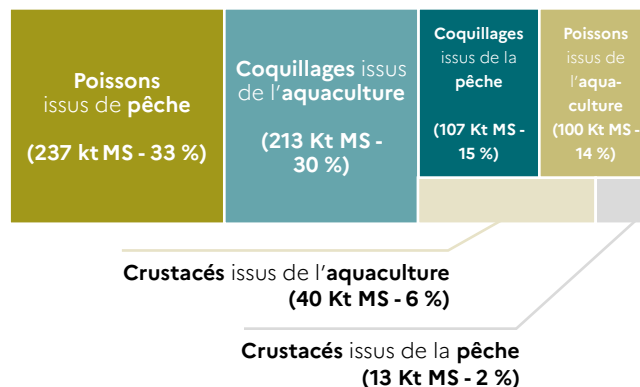 Poissons
issus de pêche
(237 kt MS - 33 %)
Coquillages issus
de l'aquaculture
(213 Kt MS -
30 %)
Coquillages
issus de la
pêche
(107 Kt MS -
15 %)
Poissons
issus de
l'aqua-
culture
(100 Kt MS -
14 %)
Crustacés issus de l'aquaculture
(40 Kt MS - 6 %)
Crustacés issus de la pêche
(13 Kt MS - 2 %)